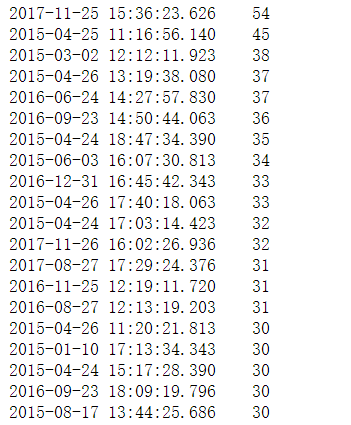 2017-11-25 15:36:23.626 54
2015-04-25 11:16:56.140 45
2015-03-02 12:12:11.923 38
2015-04-26 13:19:38.080 37
2016-06-24 14:27:57.830 37
2016-09-23 14:50:44.063 36
2015-04-24 18:47:34.390 35
2015-06-03 16:07:30.813 34
2016-12-31 16:45:42.343 33
2015-04-26 17:40:18.063 33
2015-04-24 17:03:14.423 32
2017-11-26 16:02:26.936 32
2017-08-27 17:29:24.376 31
2016-11-25 12:19:11.720 31
2016-08-27 12:13:19.203 31
2015-04-26 11:20:21.813 30
2015-01-10 17:13:34.343 30
2015-04-24 15:17:28.390 30
2016-09-23 18:09:19.796 30
2015-08-17 13:44:25.686 30